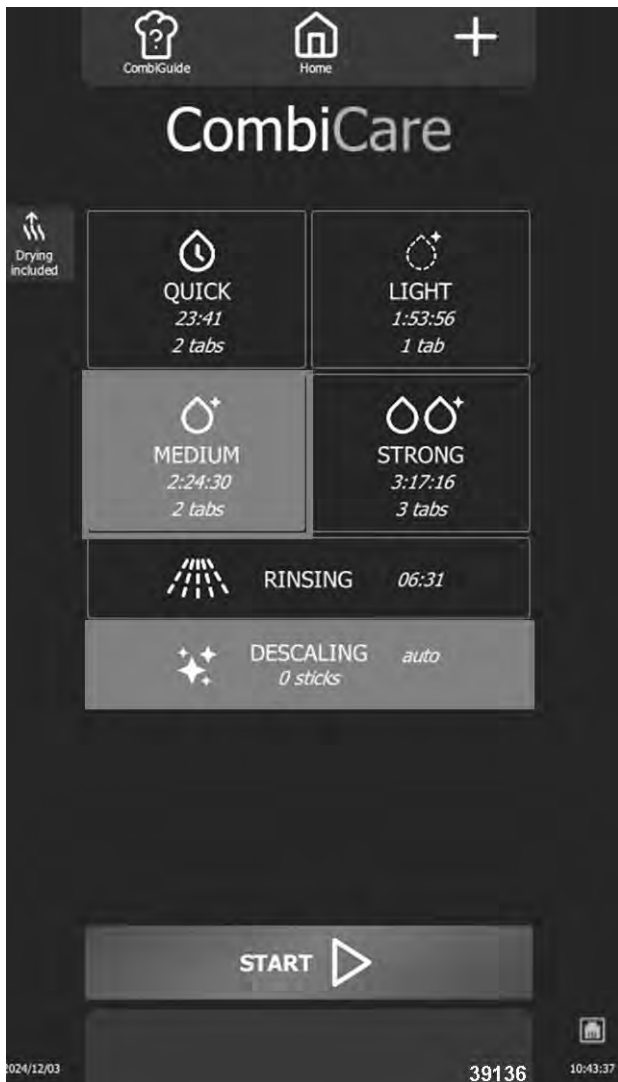 ?
CombiGuide
Home
CombiCare
Drying
included
QUICK
23:41
2 tabs
LIGHT
1:53:56
1 tab
MEDIUM
2:24:30
2 tabs
STRONG
3:17:16
3 tabs
RINSING 06:31
DESCALING auto
0 sticks
START
2024/12/03
39136
10:43:37